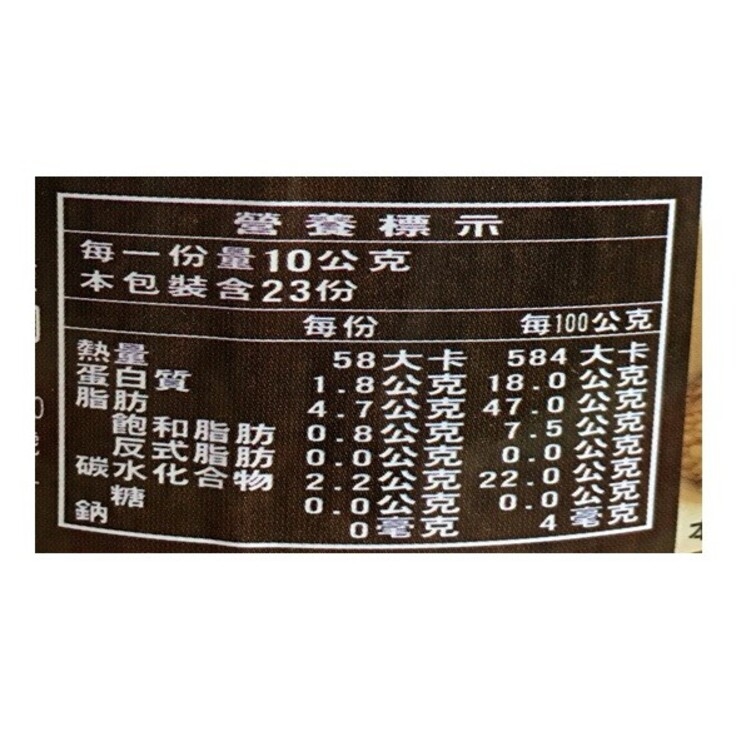 營養標示
每一份量10公克
本包裝含23份
每份 每100公克
熱量 58大卡 584大卡
蛋白質 1.8公克 18.0公克
脂肪 4.7公克 47.0公克
飽和脂肪 0.8公克 7.5公克
反式脂肪 0.0公克 0.0公克
碳水化合物 2.2公克 22.0公克
糖 0.0公克 0.0公克
鈉 0毫克 4毫克